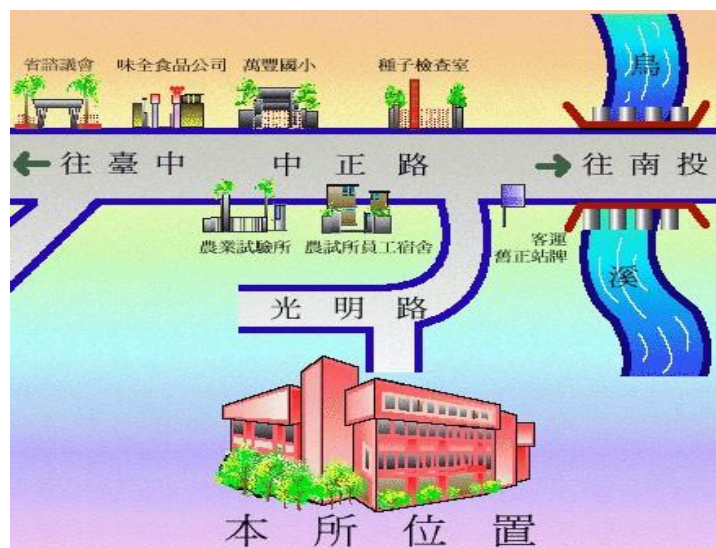 省諮議會 味全食品公司 萬豐國小 種子檢查室
烏
往臺中 中正路 往南投
農業試驗所 農試所員工宿舍
客運
舊正站牌
溪
光明路
本所位置